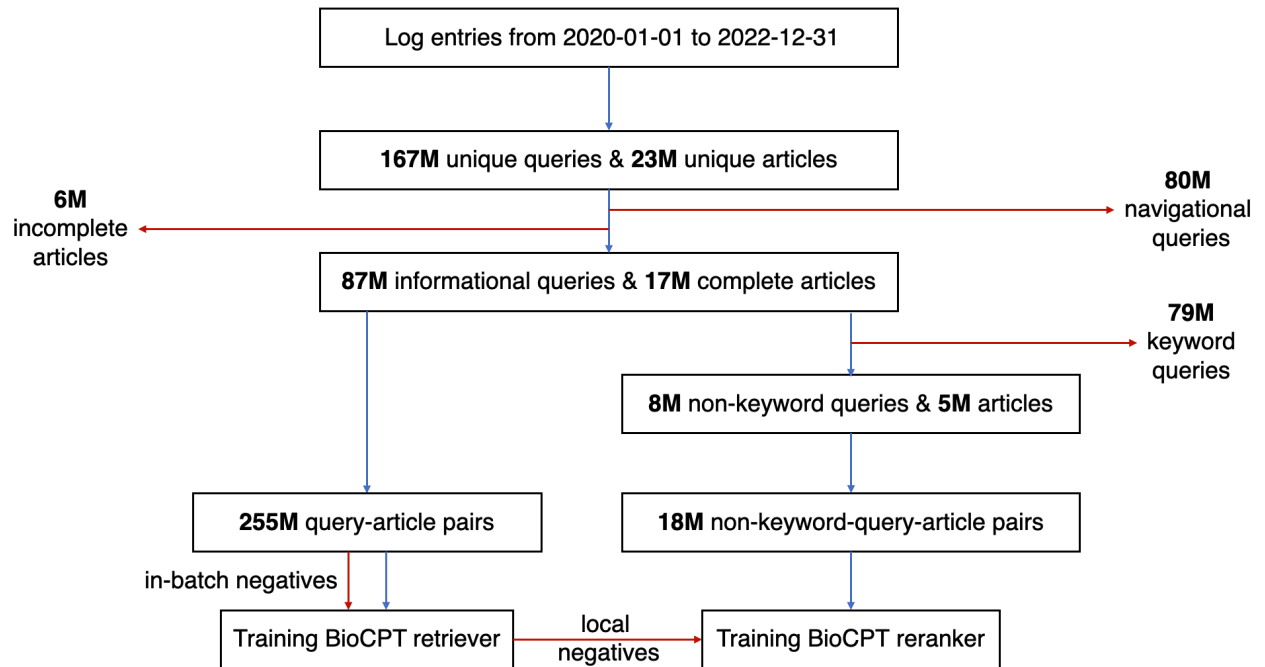 Log entries from 2020-01-01 to 2022-12-31
167M unique queries & 23M unique articles
6M
incomplete
articles
80M
navigational
queries
87M informational queries & 17M complete articles
79M
keyword
queries
8M non-keyword queries & 5M articles
255M query-article pairs
18M non-keyword-query-article pairs
in-batch negatives
Training BioCPT retriever
local
negatives
Training BioCPT reranker